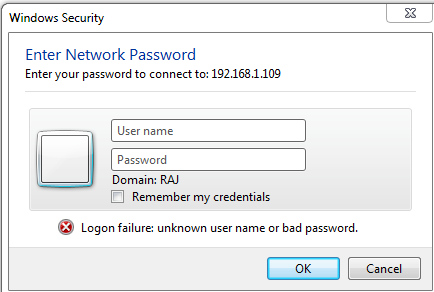 Windows Security
Enter Network Password
Enter your password to connect to: 192.168.1.109
User name
Password
Domain: RAJ
Remember my credentials
Logon failure: unknown user name or bad password.
OK Cancel